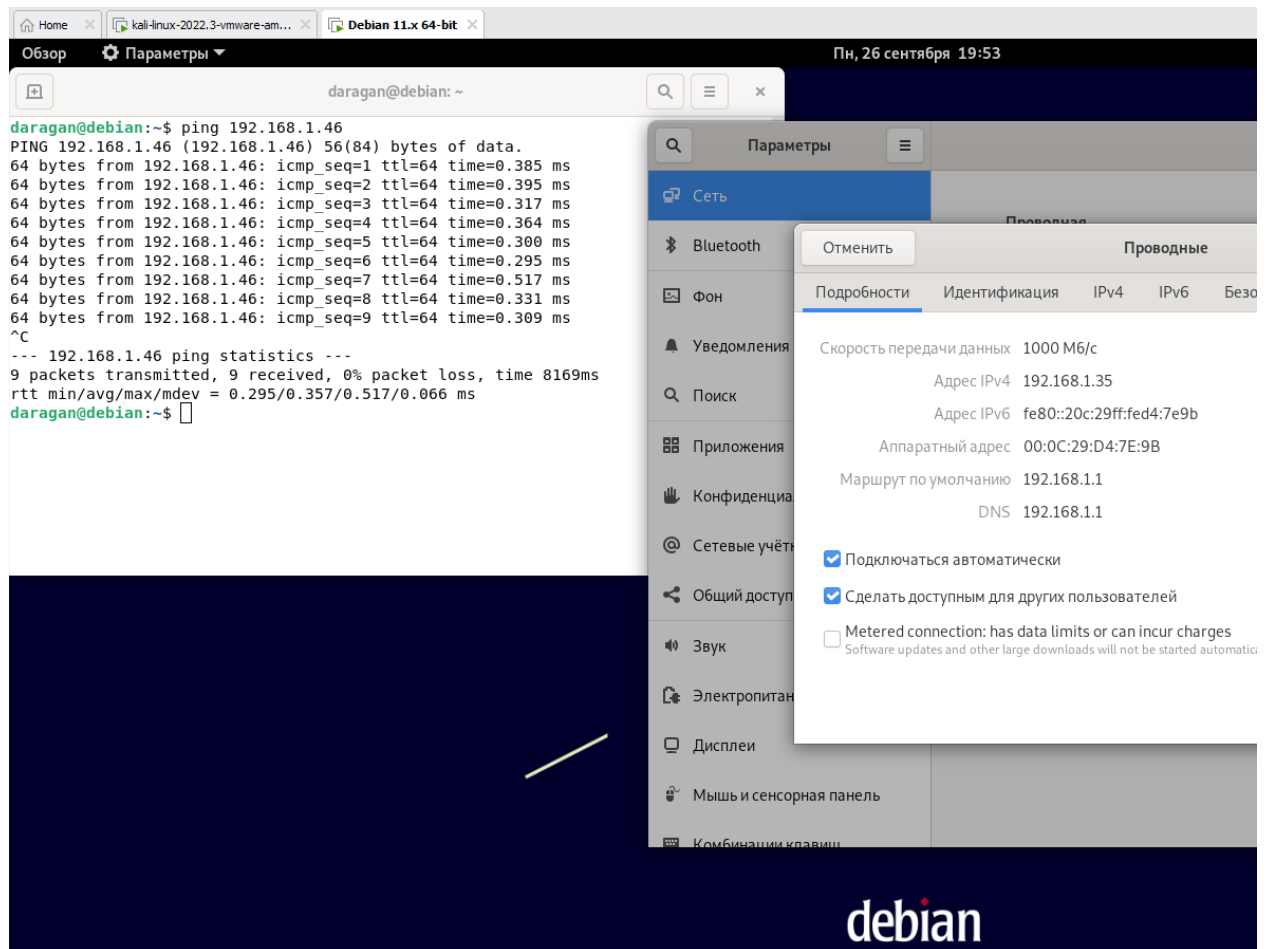 Home
kali-linux-2022.3-vmware-am...
Debian 11.x 64-bit
Обзор
Параметры
Пн, 26 сентября 19:53
daragan@debian: ~
daragan@debian:~$ ping 192.168.1.46
PING 192.168.1.46 (192.168.1.46) 56(84) bytes of data.
64 bytes from 192.168.1.46: icmp_seq=1 ttl=64 time=0.385 ms
64 bytes from 192.168.1.46: icmp_seq=2 ttl=64 time=0.395 ms
64 bytes from 192.168.1.46: icmp_seq=3 ttl=64 time=0.317 ms
64 bytes from 192.168.1.46: icmp_seq=4 ttl=64 time=0.364 ms
64 bytes from 192.168.1.46: icmp_seq=5 ttl=64 time=0.300 ms
64 bytes from 192.168.1.46: icmp_seq=6 ttl=64 time=0.295 ms
64 bytes from 192.168.1.46: icmp_seq=7 ttl=64 time=0.517 ms
64 bytes from 192.168.1.46: icmp_seq=8 ttl=64 time=0.331 ms
64 bytes from 192.168.1.46: icmp_seq=9 ttl=64 time=0.309 ms
^C
--- 192.168.1.46 ping statistics ---
9 packets transmitted, 9 received, 0% packet loss, time 8169ms
rtt min/avg/max/mdev = 0.295/0.357/0.517/0.066 ms
daragan@debian:~$
Параметры
Сеть
Bluetooth
Фон
Уведомления
Поиск
Приложения
Конфиденциа
Сетевые учётн
Общий доступ
Звук
Электропитан
Дисплеи
Мышь и сенсорная панель
Комбинации клавиш
Проводная
Отменить
Проводные
Подробности
Идентификация
IPv4
IPv6
Безо
Скорость передачи данных 1000 Мб/с
Адрес IPv4 192.168.1.35
Адрес IPv6 fe80::20c:29ff:fed4:7e9b
Аппаратный адрес 00:0C:29:D4:7E:9B
Маршрут по умолчанию 192.168.1.1
DNS 192.168.1.1
Подключаться автоматически
Сделать доступным для других пользователей
Metered connection: has data limits or can incur charges
Software updates and other large downloads will not be started automatica
debian